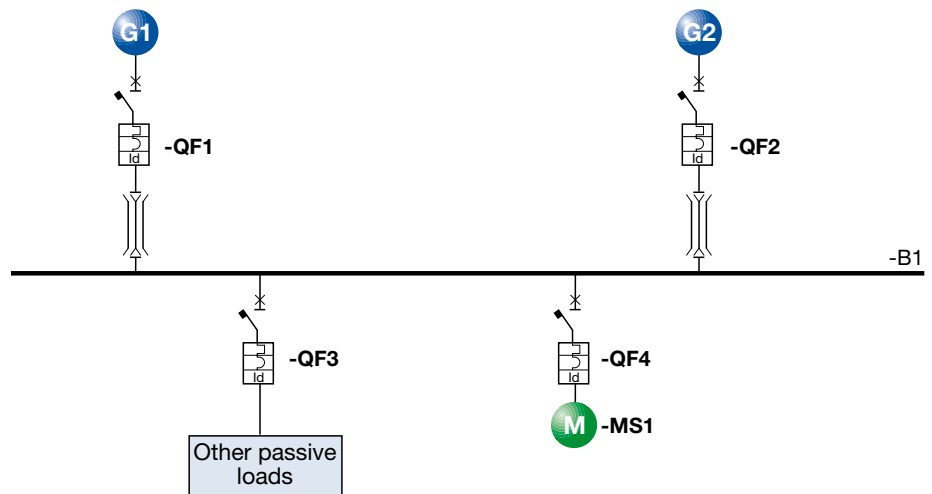 G1
G2
-QF1
Id
-QF2
Id
-B1
-QF3
Id
-QF4
Id
M
-MS1
Other passive
loads